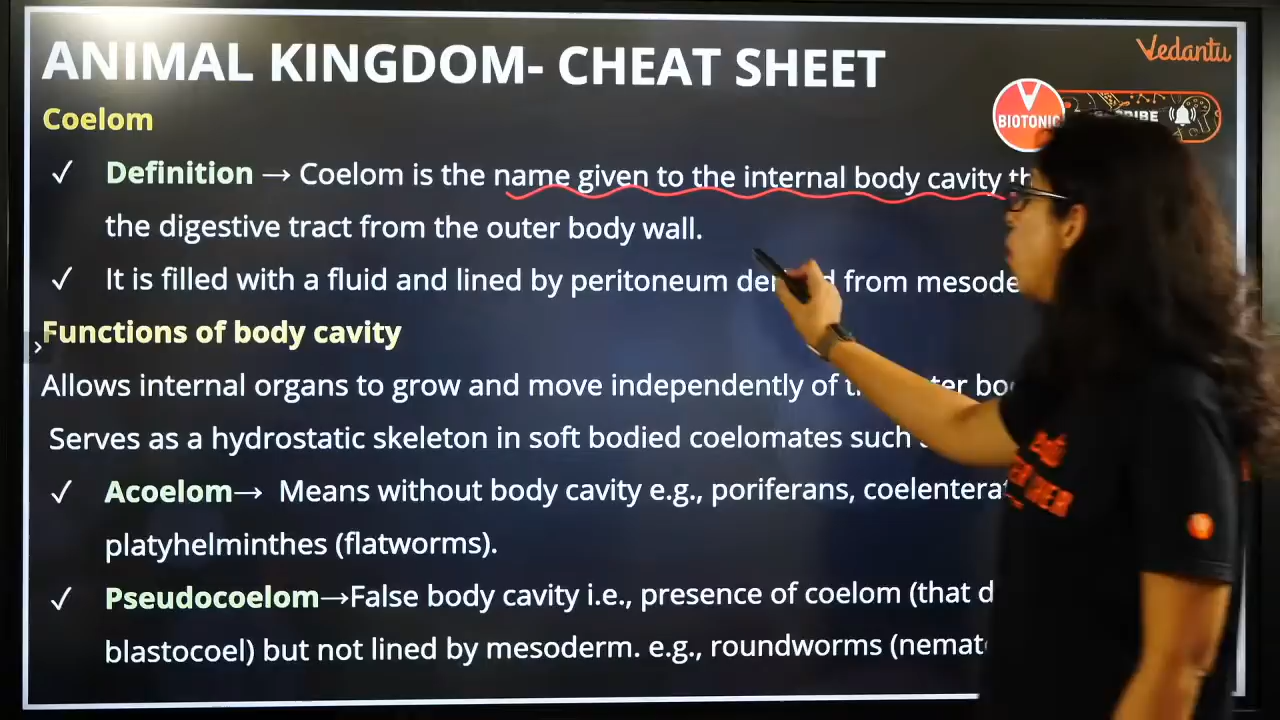 ANIMAL KINGDOM- CHEAT SHEET
Vedantu
BIOTONIC
Coelom
✓ Definition → Coelom is the name given to the internal body cavity
the digestive tract from the outer body wall.
✓ It is filled with a fluid and lined by peritoneum from
Functions of body cavity
Allows internal organs to grow and move independently of
Serves as a hydrostatic skeleton in soft bodied coelomates such
✓ Acoelom→ Means without body cavity e.g., poriferans,
platyhelminthes (flatworms).
✓ Pseudocoelom→False body cavity i.e., presence of coelom (that
blastocoel) but not lined by mesoderm. e.g., roundworms